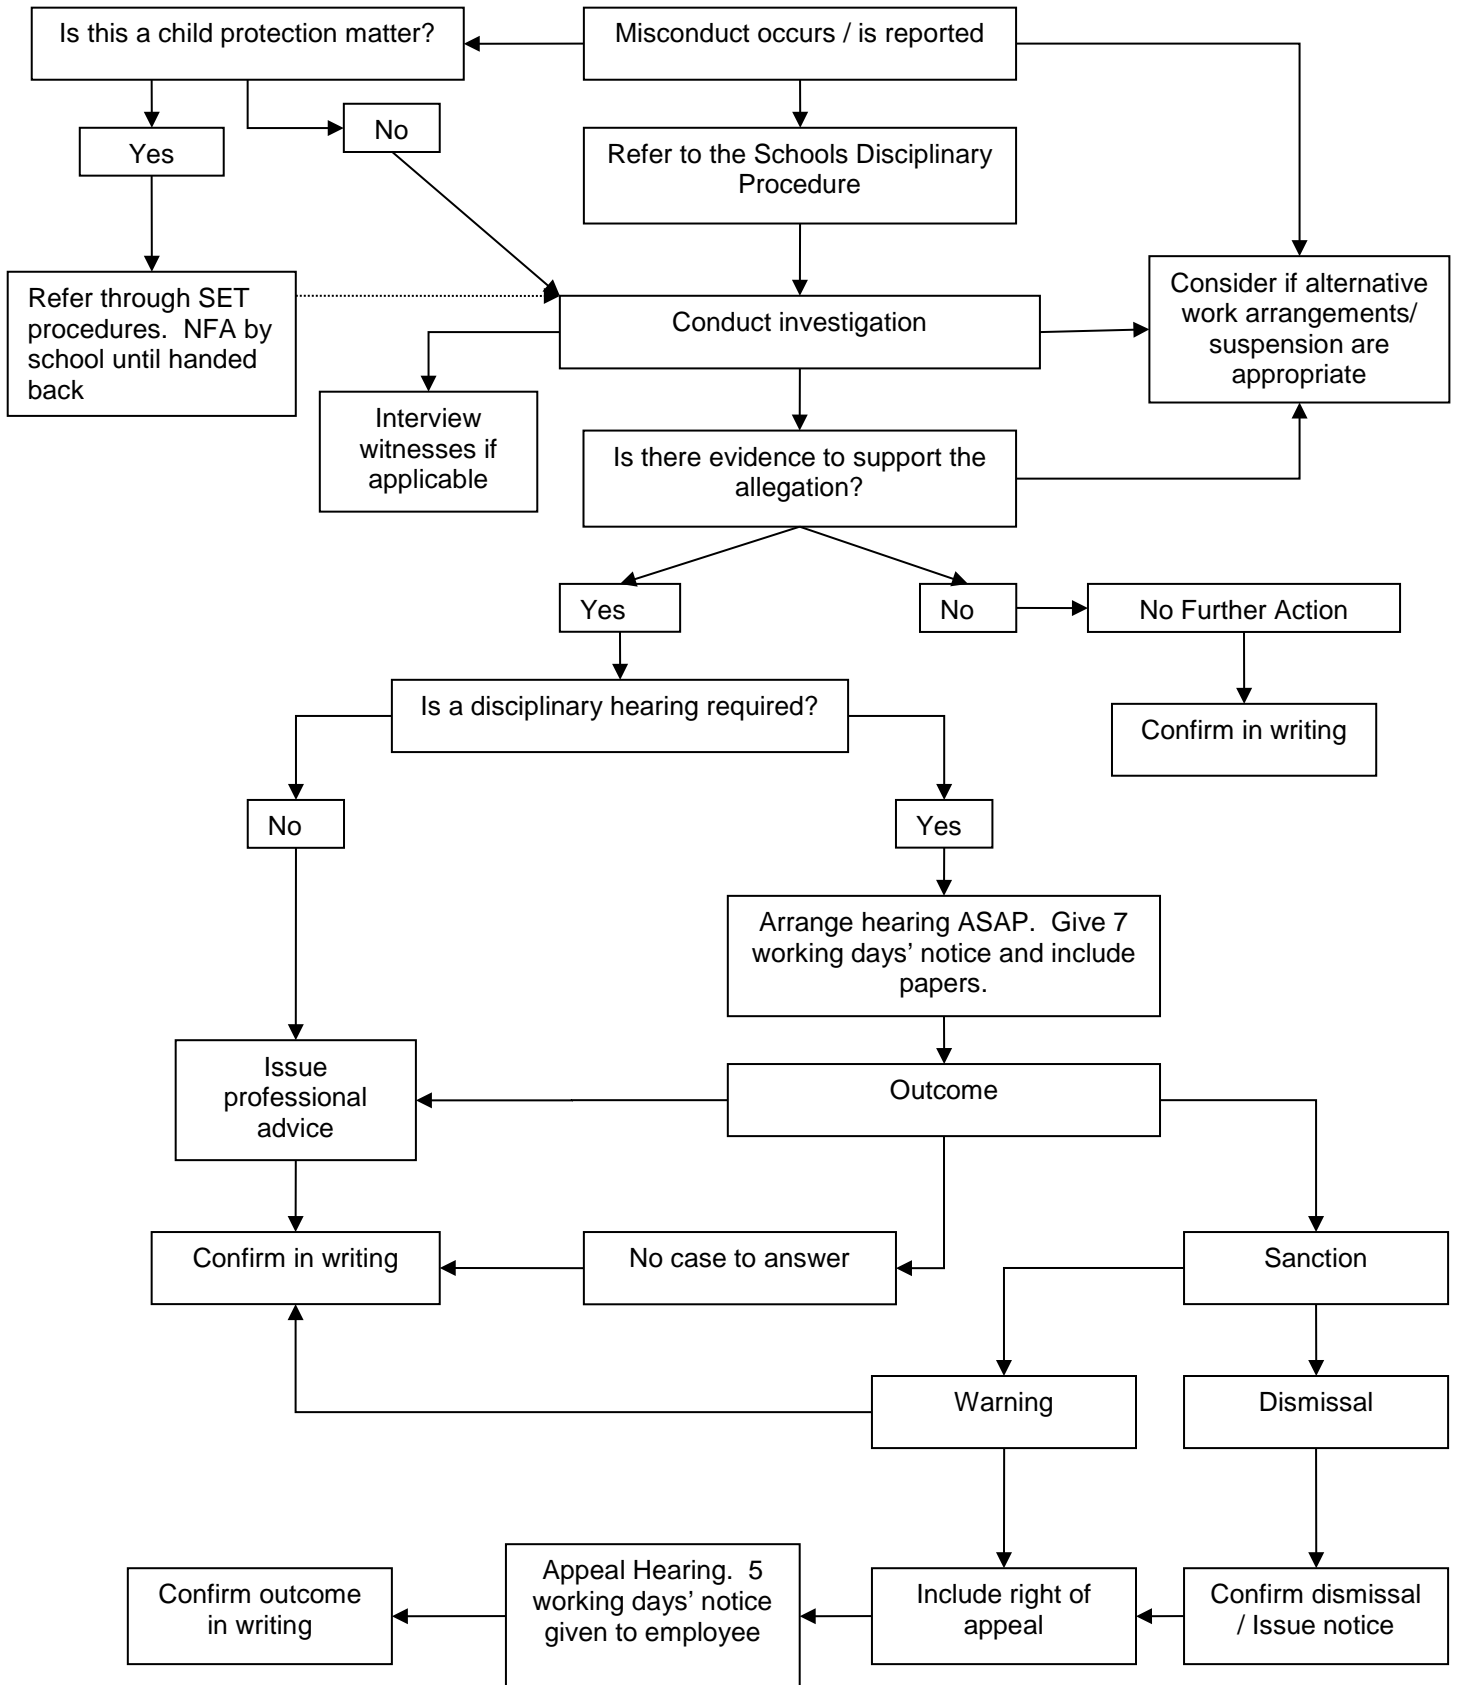 Is this a child protection matter?
Misconduct occurs / is reported
No
Yes
Refer to the Schools Disciplinary
Procedure
Refer through SET
procedures.  NFA by
school until handed
back
Conduct investigation
Consider if alternative
work arrangements/
suspension are
appropriate
Interview
witnesses if
applicable
Is there evidence to support the
allegation?
Yes
No
No Further Action
Is a disciplinary hearing required?
Confirm in writing
No
Yes
Arrange hearing ASAP.  Give 7
working days’ notice and include
papers.
Issue
professional
advice
Outcome
Confirm in writing
No case to answer
Sanction
Warning
Dismissal
Confirm outcome
in writing
Appeal Hearing.  5
working days’ notice
given to employee
Include right of
appeal
Confirm dismissal
/ Issue notice